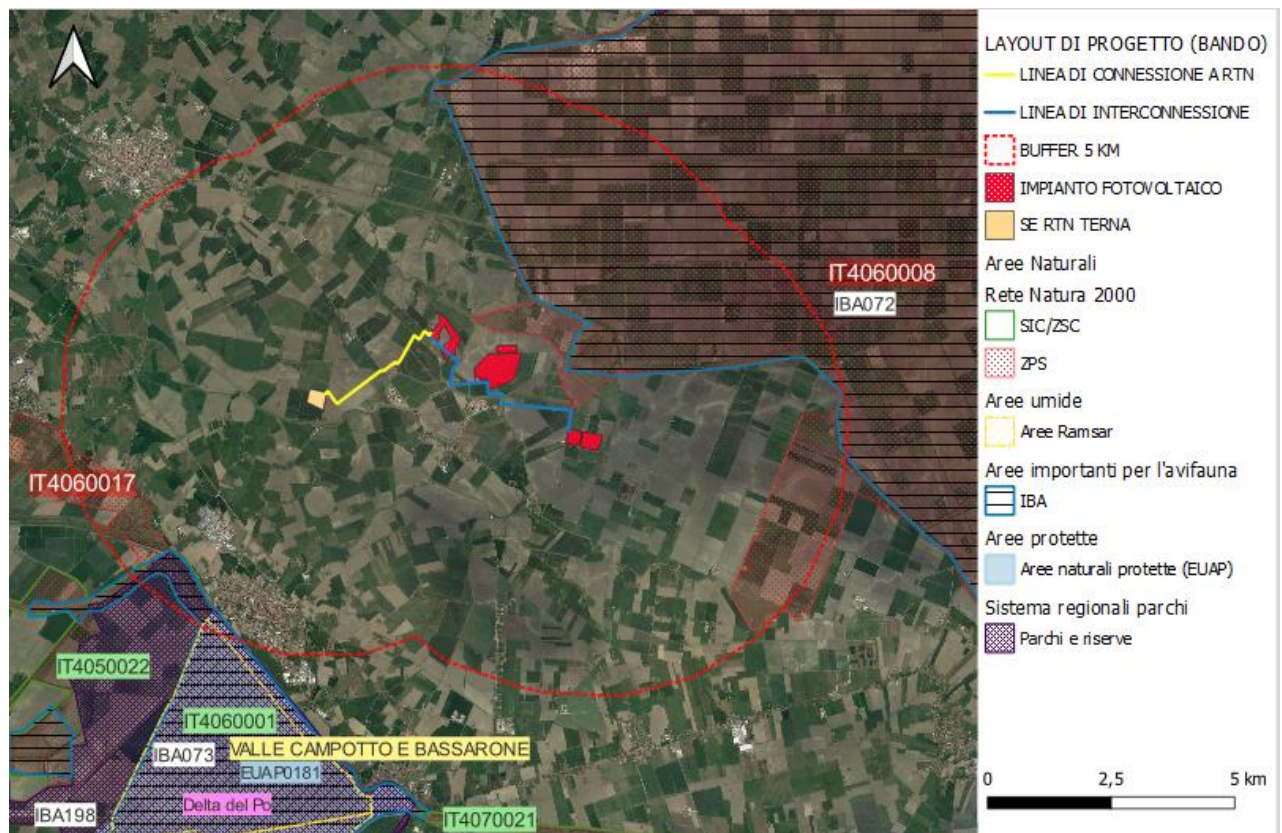 LAYOUT DI PROGETTO (BANDO)
LINEA DI CONNESSIONE A RTN
LINEA DI INTERCONNESSIONE
BUFFER 5 KM
IMPIANTO FOTOVOLTAICO
SE RTN TERNA
Aree Naturali
Rete Natura 2000
SIC/ZSC
ZPS
Aree umide
Aree Ramsar
Aree importanti per l'avifauna
IBA
Aree protette
Aree naturali protette (EUAP)
Sistema regionali parchi
Parchi e riserve
0 2,5 5 km
IT4060008
IBA072
IT4060017
IT4050022
IT4060001
IBA073
VALLE CAMPOTTO E BASSARONE
EUAP0181
Delta del Po
IBA198
IT4070021